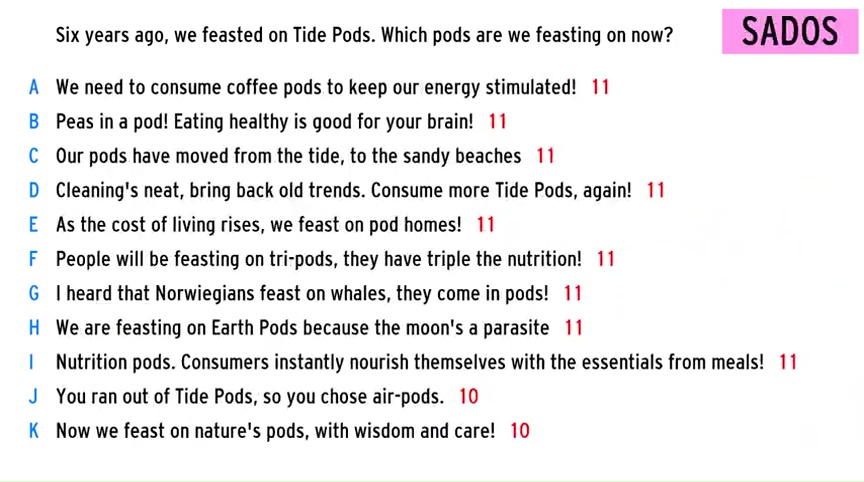 Six years ago, we feasted on Tide Pods. Which pods are we feasting on now?
SADOS
A We need to consume coffee pods to keep our energy stimulated! 11
B Peas in a pod! Eating healthy is good for your brain! 11
C Our pods have moved from the tide, to the sandy beaches 11
D Cleaning's neat, bring back old trends. Consume more Tide Pods, again! 11
E As the cost of living rises, we feast on pod homes! 11
F People will be feasting on tri-pods, they have triple the nutrition! 11
G I heard that Norwiegians feast on whales, they come in pods! 11
H We are feasting on Earth Pods because the moon's a parasite 11
I Nutrition pods. Consumers instantly nourish themselves with the essentials from meals! 11
J You ran out of Tide Pods, so you chose air-pods. 10
K Now we feast on nature's pods, with wisdom and care! 10